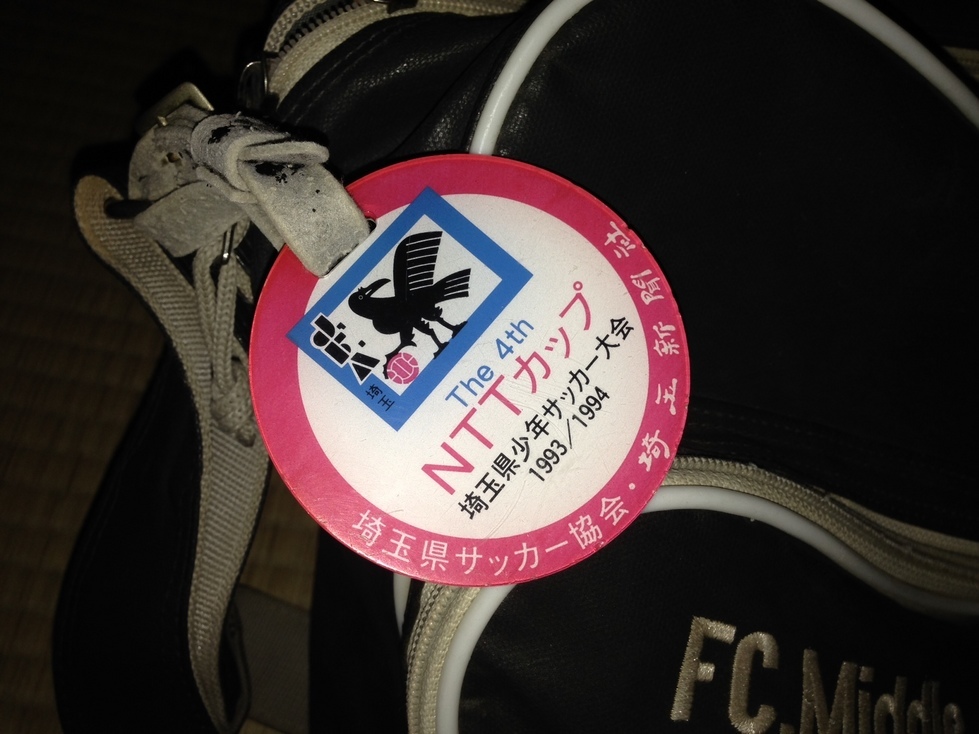 JFA
埼玉
The 4th
NTTカップ
埼玉県少年サッカー大会
1993／1994
埼玉県サッカー協会・埼玉新聞社
FC.Middle